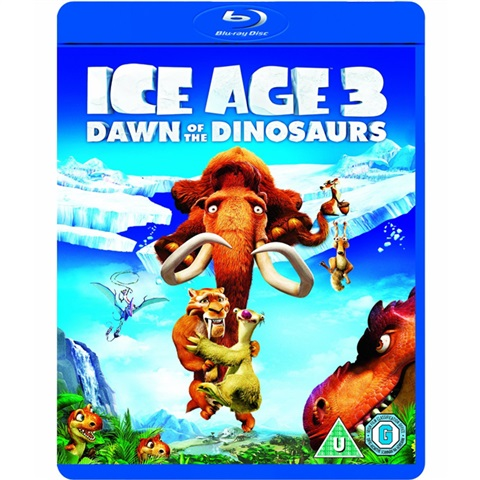 Blu-ray Disc
ICE AGE 3
DAWN OF THE DINOSAURS
U
G